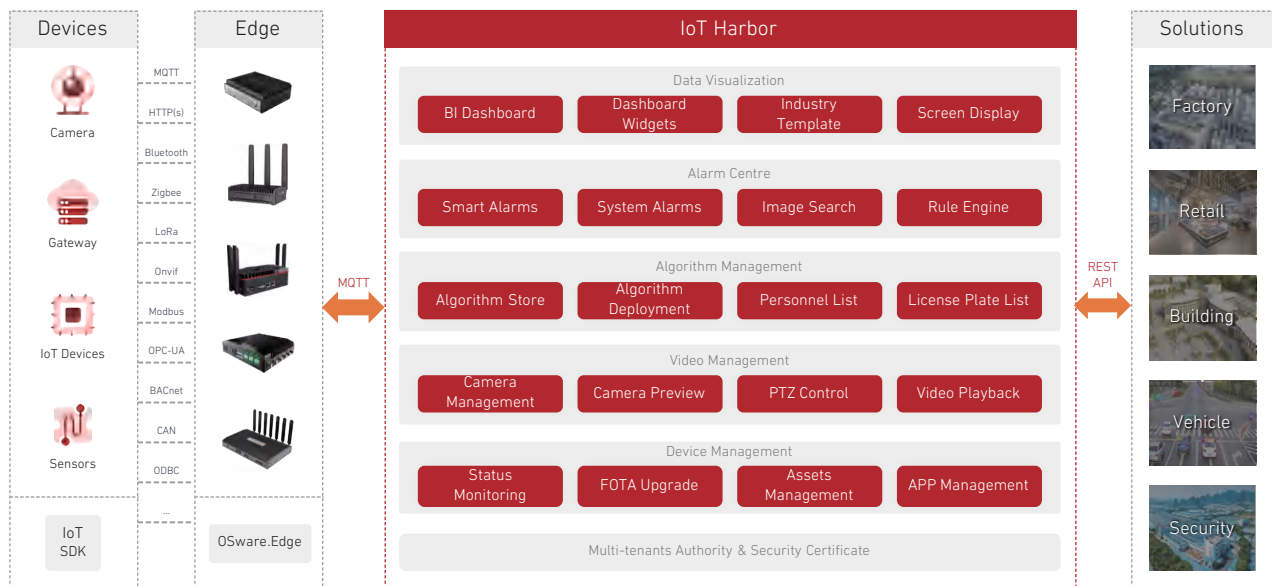 Devices
Edge
IoT Harbor
Solutions
Camera
Gateway
IoT Devices
Sensors
IoT
SDK
MQTT
HTTP(s)
Bluetooth
Zigbee
LoRa
Onvif
Modbus
OPC-UA
BACnet
CAN
ODBC
...
OSware.Edge
MQTT
Data Visualization
BI Dashboard
Dashboard
Widgets
Industry
Template
Screen Display
Alarm Centre
Smart Alarms
System Alarms
Image Search
Rule Engine
Algorithm Management
Algorithm Store
Algorithm
Deployment
Personnel List
License Plate List
Video Management
Camera
Management
Camera Preview
PTZ Control
Video Playback
Device Management
Status
Monitoring
FOTA Upgrade
Assets
Management
APP Management
Multi-tenants Authority & Security Certificate
REST
API
Factory
Retail
Building
Vehicle
Security